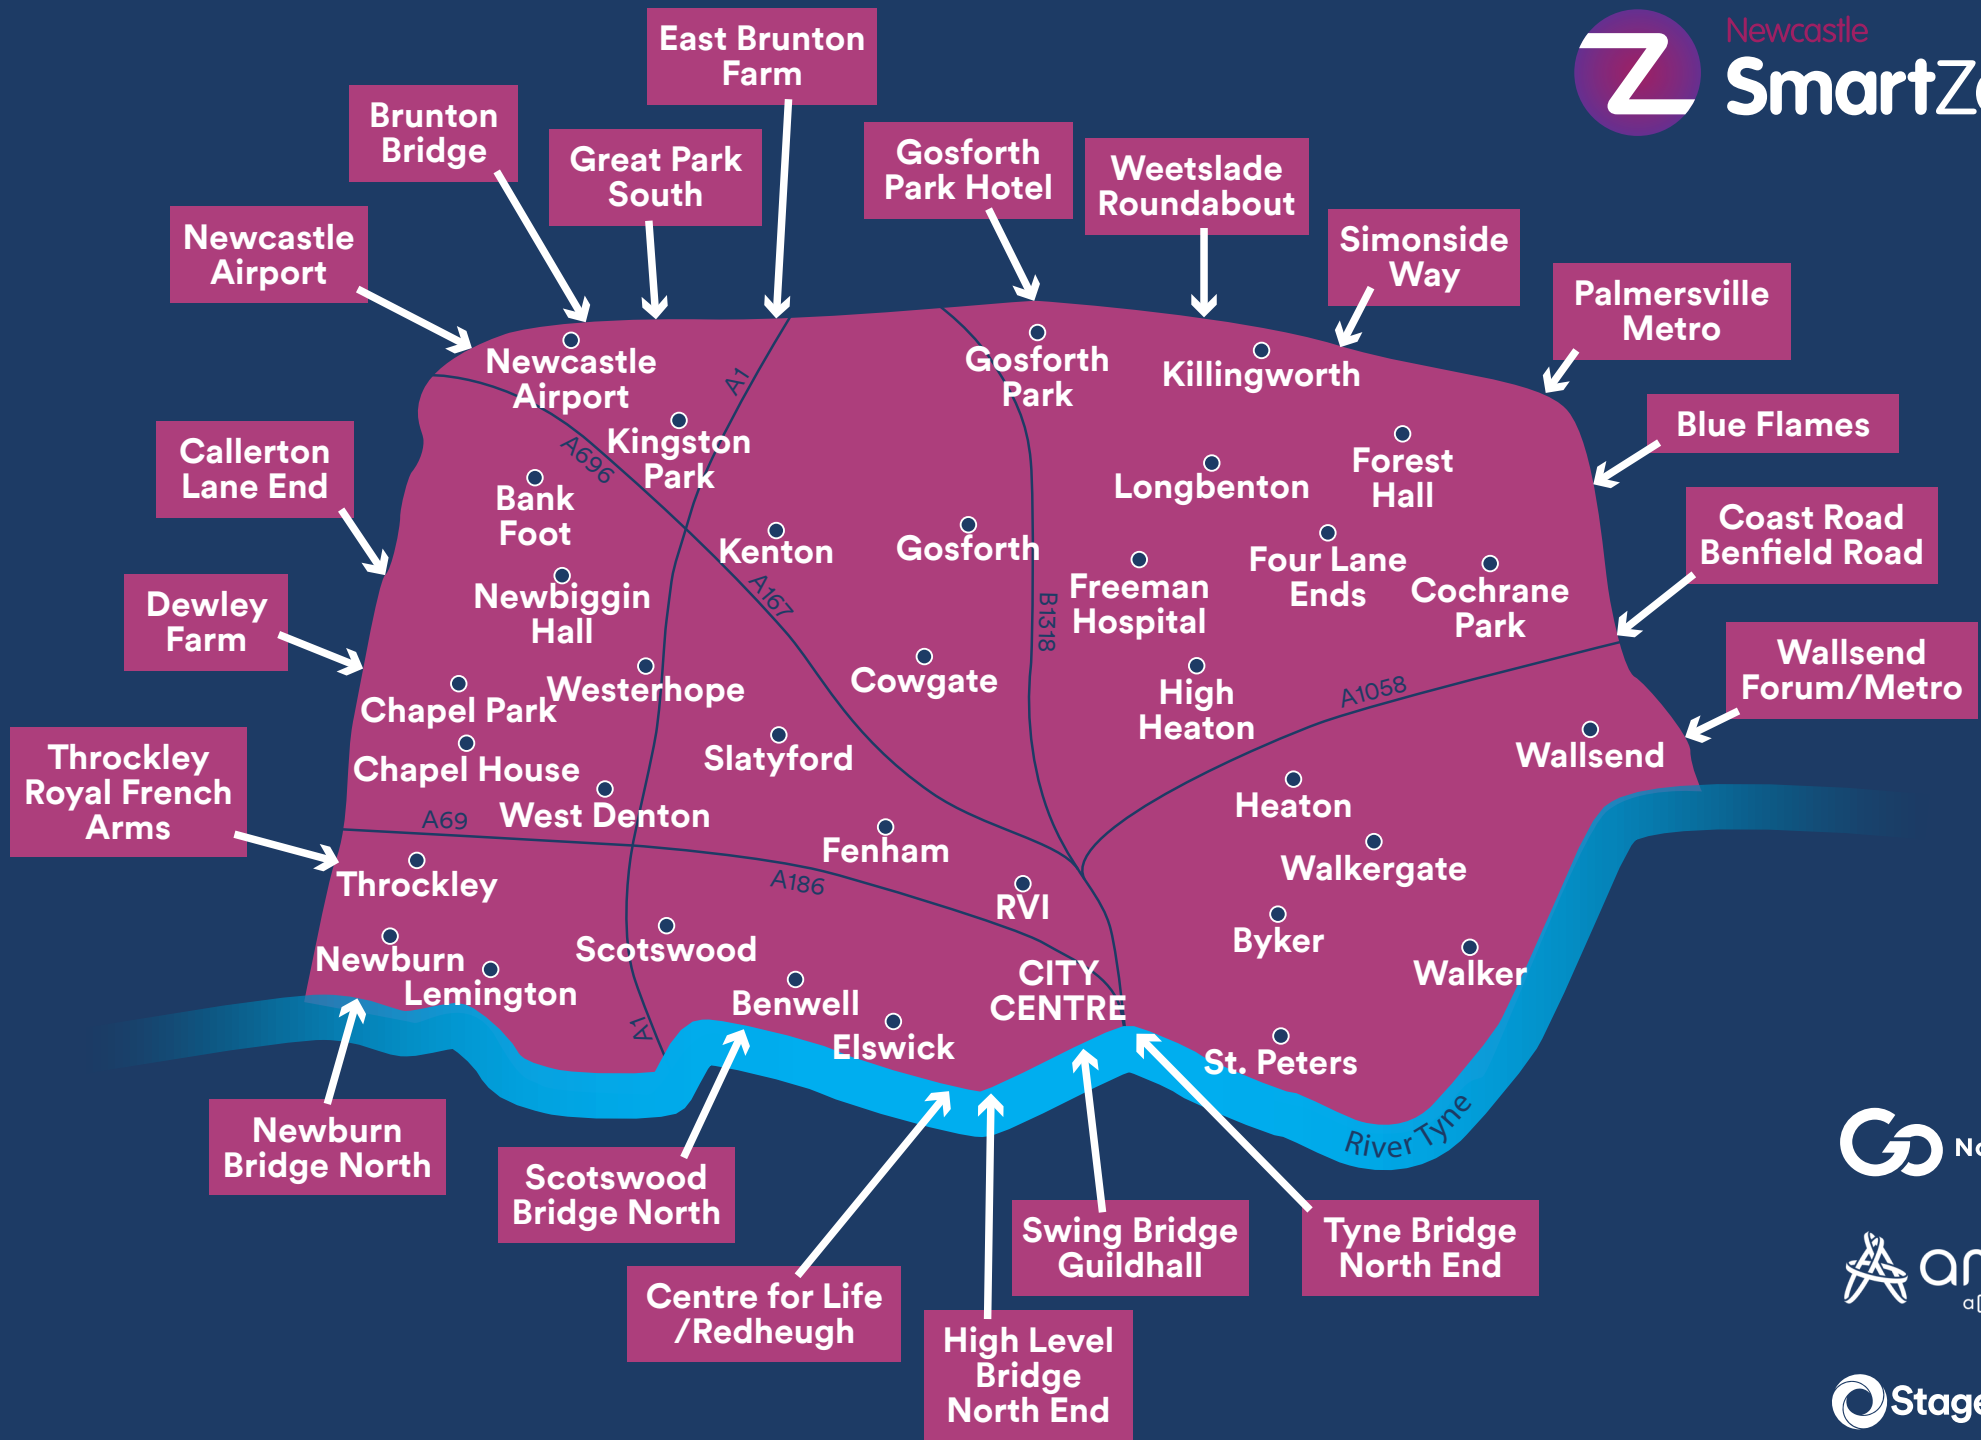 East Brunton
Farm
Newcastle
Smart
Brunton
Bridge
Great Park
South
Gosforth
Park Hotel
Weetslade
Roundabout
Newcastle
Airport
Simonside
Way
Palmersville
Metro
Newcastle
Airport
A1
Gosforth
Park
Killingworth
Blue Flames
Callerton
Lane End
A696
Kingston
Park
Bank
Foot
Longbenton
Forest
Hall
Coast Road
Benfield Road
Kenton
Gosforth
Four Lane
Ends
Freeman
Hospital
Cochrane
Park
Dewley
Farm
Newbiggin
Hall
A167
B1318
Wallsend
Forum/Metro
Chapel Park
Westerhope
Cowgate
High
Heaton
A1058
Throckley
Royal French
Arms
Chapel House
Slatyford
Wallsend
A69
West Denton
Heaton
Fenham
Walkergate
Throckley
A186
RVI
Newburn
Lemington
Scotswood
Byker
Walker
CITY
CENTRE
Benwell
A1
Elswick
St. Peters
River Tyne
Newburn
Bridge North
Scotswood
Bridge North
Swing Bridge
Guildhall
Tyne Bridge
North End
Centre for Life
/Redheugh
High Level
Bridge
North End
Go
Stage